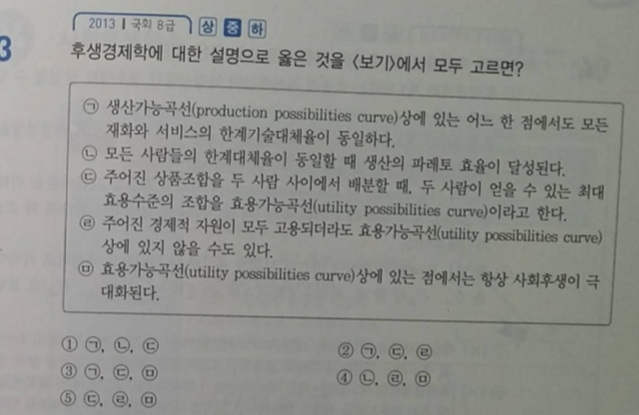 2013 | 국회 8급 상 중 하
3
후생경제학에 대한 설명으로 옳은 것을 〈보기〉에서 모두 고르면?
㉠ 생산가능곡선(production possibilities curve)상에 있는 어느 한 점에서도 모든
재화와 서비스의 한계기술대체율이 동일하다.
㉡ 모든 사람들의 한계대체율이 동일할 때 생산의 파레토 효율이 달성된다.
㉢ 주어진 상품조합을 두 사람 사이에서 배분할 때, 두 사람이 얻을 수 있는 최대
효용수준의 조합을 효용가능곡선(utility possibilities curve)이라고 한다.
㉣ 주어진 경제적 자원이 모두 고용되더라도 효용가능곡선(utility possibilities curve)
상에 있지 않을 수도 있다.
㉤ 효용가능곡선(utility possibilities curve)상에 있는 점에서는 항상 사회후생이 극
대화된다.
① ㉠, ㉡, ㉢ ② ㉠, ㉢, ㉣
③ ㉠, ㉢, ㉤ ④ ㉡, ㉣, ㉤
⑤ ㉢, ㉣, ㉤